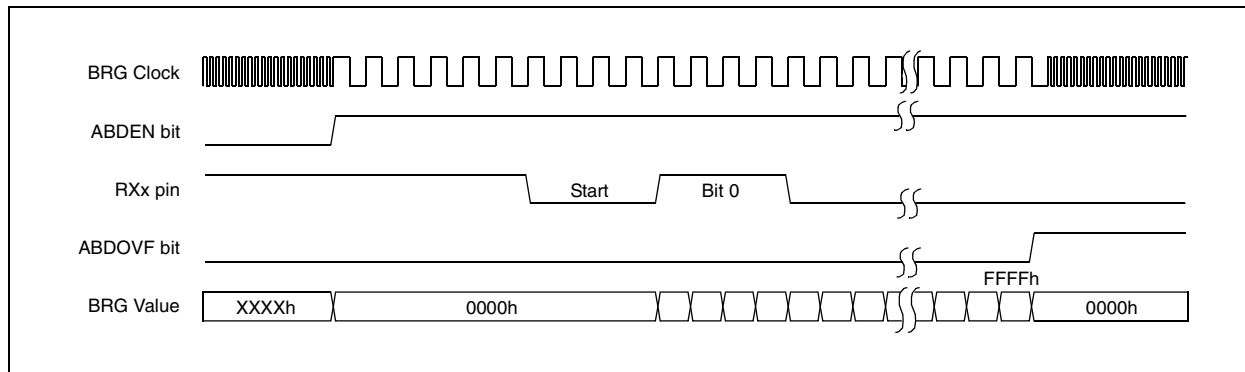 BRG Clock
ABDEN bit
RXx pin
Start
Bit 0
ABDOVF bit
FFFFh
BRG Value
XXXXh
0000h
0000h